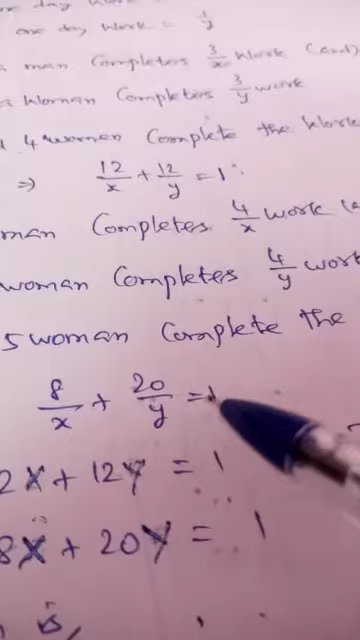 one day work = 1/y
a man Completes 3/x work (and)
a woman Completes 3/y work
4 women Complete the Work
⇒ 12/x + 12/y = 1
man Completes 4/x work
woman Completes 4/y work
5 woman Complete the
8/x + 20/y = 1
2X + 12Y = 1
8X + 20Y = 1
is